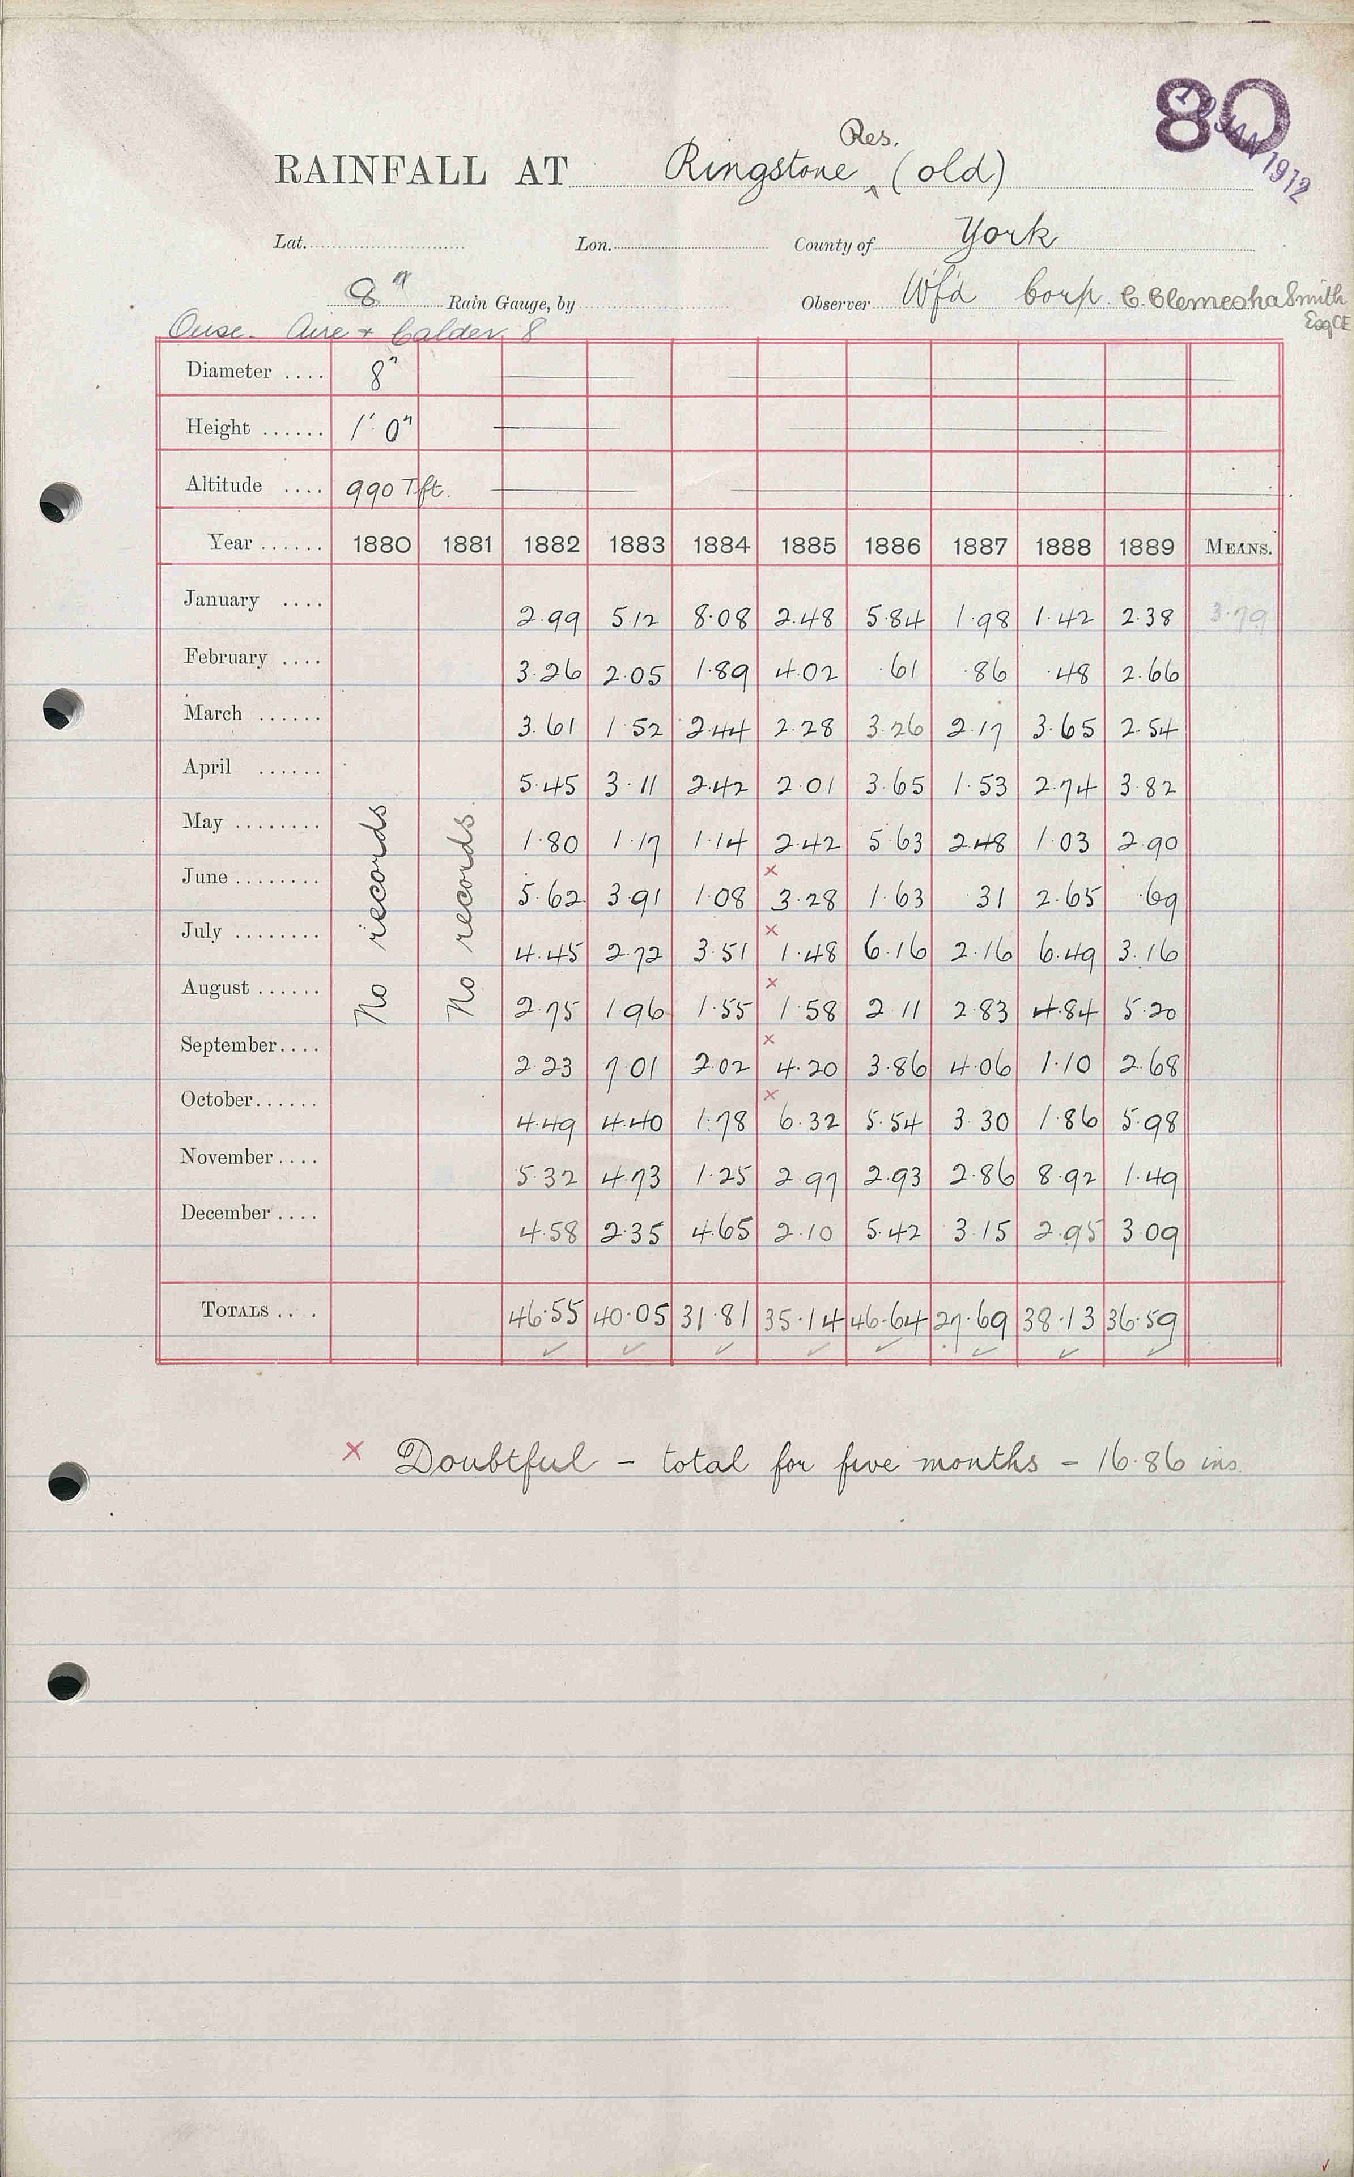 80
1 JAN 1912
Res.
RAINFALL AT Ringstone ‸ (old)
Lat. Lon. County of York
8" Rain Gauge, by Observer Wf'd Corp. C. Clemesha Smith
Esq CE
Ouse - Aire + Calder 8
Diameter .... 8"
Height ...... 1' 0"
Altitude .... 990 T ft.
Year ...... 1880 1881 1882 1883 1884 1885 1886 1887 1888 1889 MEANS.
No records
No records
January .... 2.99 5.12 8.08 2.48 5.84 1.98 1.42 2.38 3.79
February .... 3.26 2.05 1.89 4.02 .61 .86 .48 2.66
March ...... 3.61 1.52 2.44 2.28 3.26 2.17 3.65 2.54
April ...... 5.45 3.11 2.42 2.01 3.65 1.53 2.74 3.82
May ........ 1.80 1.17 1.14 2.42 5.63 2.48 1.03 2.90
June ........ 5.62 3.91 1.08 × 3.28 1.63 .31 2.65 .69
July ........ 4.45 2.72 3.51 × 1.48 6.16 2.16 6.49 3.16
August ...... 2.75 1.96 1.55 × 1.58 2.11 2.83 4.84 5.20
September.... 2.23 7.01 2.02 × 4.20 3.86 4.06 1.10 2.68
October...... 4.49 4.40 1.78 × 6.32 5.54 3.30 1.86 5.98
November.... 5.32 4.73 1.25 2.97 2.93 2.86 8.92 1.49
December .... 4.58 2.35 4.65 2.10 5.42 3.15 2.95 3.09
TOTALS .... 46.55 40.05 31.81 35.14 46.64 27.69 38.13 36.59
× Doubtful – total for five months – 16.86 ins.